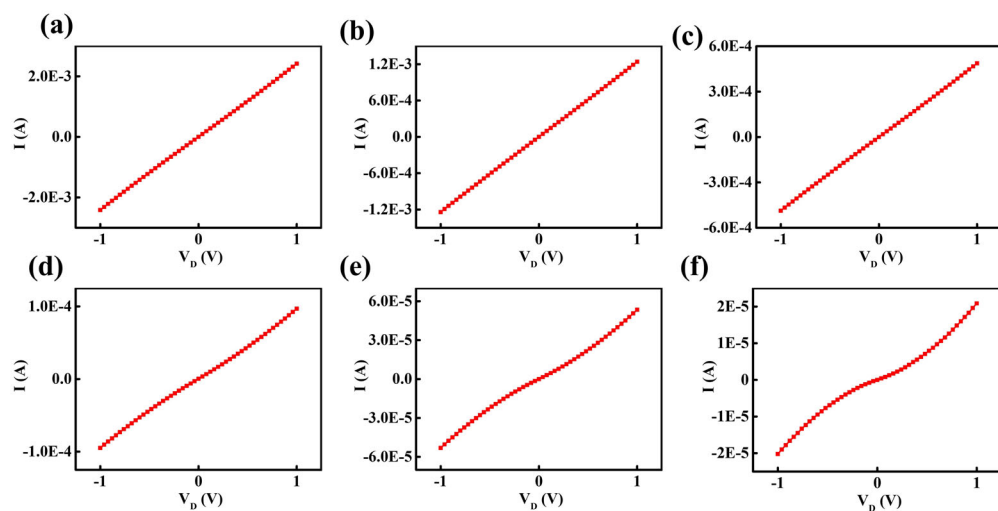 (a)
2.0E-3
0.0
-2.0E-3
I (A)
-1 0 1
V_D (V)
(b)
1.2E-3
6.0E-4
0.0
-6.0E-4
-1.2E-3
I (A)
-1 0 1
V_D (V)
(c)
6.0E-4
3.0E-4
0.0
-3.0E-4
-6.0E-4
I (A)
-1 0 1
V_D (V)
(d)
1.0E-4
0.0
-1.0E-4
I (A)
-1 0 1
V_D (V)
(e)
6.0E-5
3.0E-5
0.0
-3.0E-5
-6.0E-5
I (A)
-1 0 1
V_D (V)
(f)
2E-5
1E-5
0
-1E-5
-2E-5
I (A)
-1 0 1
V_D (V)